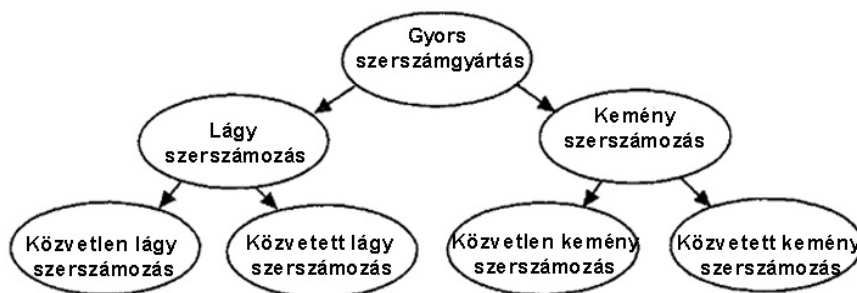 Gyors
szerszámgyártás
Lágy
szerszámozás
Kemény
szerszámozás
Közvetlen lágy
szerszámozás
Közvetett lágy
szerszámozás
Közvetlen kemény
szerszámozás
Közvetett kemény
szerszámozás